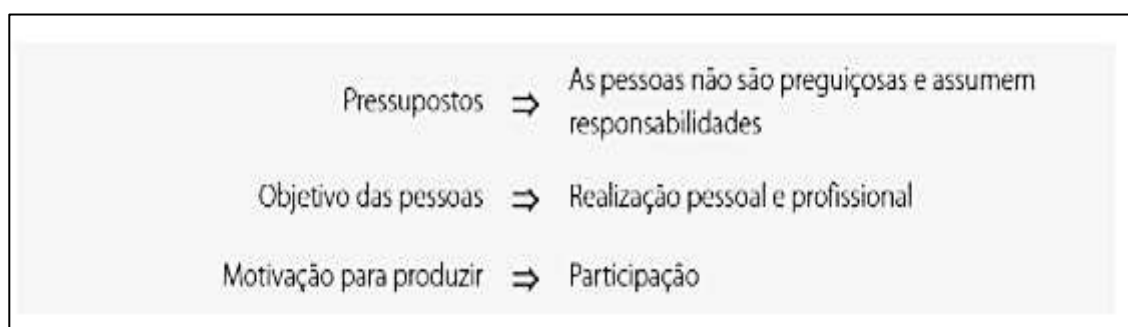 Pressupostos ⇒ As pessoas não são preguiçosas e assumem
responsabilidades
Objetivo das pessoas ⇒ Realização pessoal e profissional
Motivação para produzir ⇒ Participação